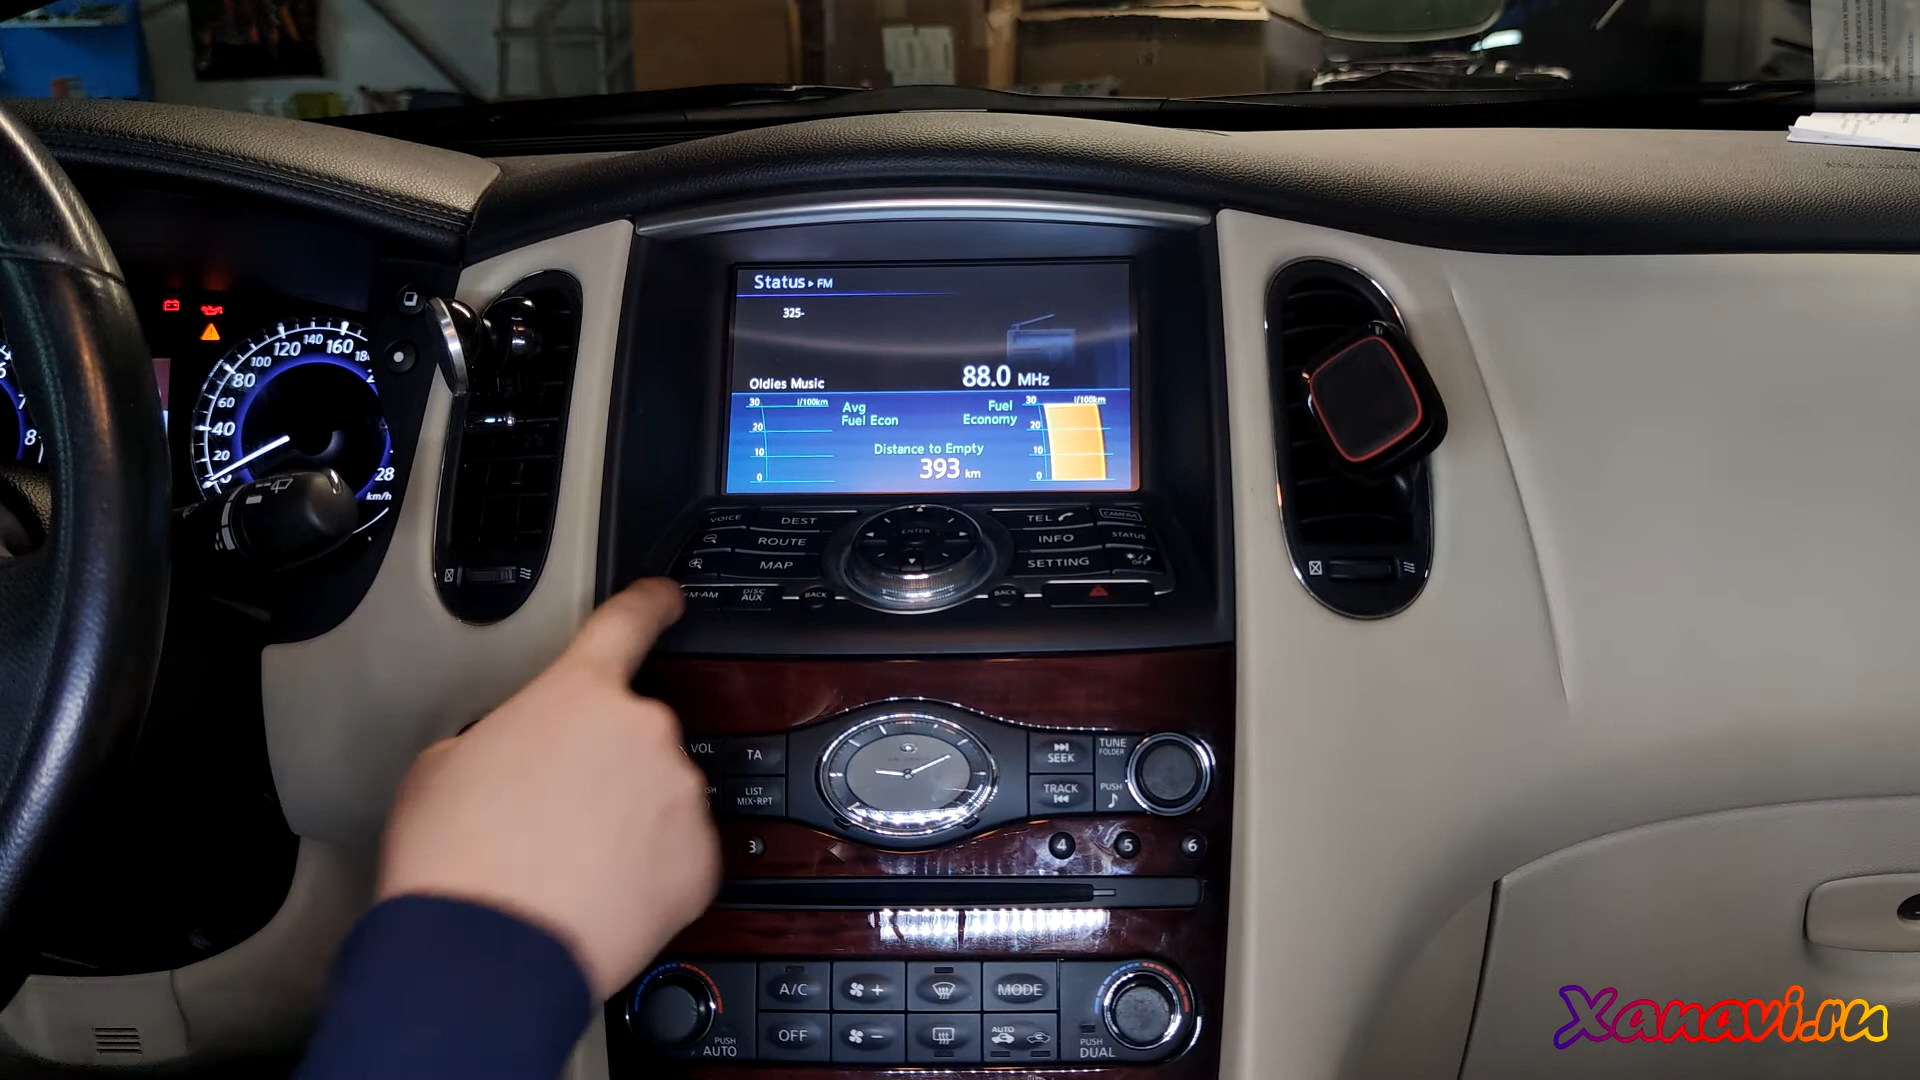 Status ▸ FM
325-
Oldies Music
88.0 MHz
30 l/100km
20
10
0
Avg
Fuel Econ
Fuel
Economy
30 l/100km
20
10
0
Distance to Empty
393 km
20
40
60
80
100
120
140
160
km/h
8
VOICE
DEST
ROUTE
MAP
FM·AM
DISC
AUX
BACK
ENTER
BACK
TEL
CAMERA
INFO
STATUS
SETTING
OFF
VOL
TA
LIST
MIX·RPT
SEEK
TRACK
TUNE
FOLDER
PUSH
3
4
5
6
A/C
+
MODE
OFF
-
AUTO
PUSH
AUTO
PUSH
DUAL
Xanavi.ru